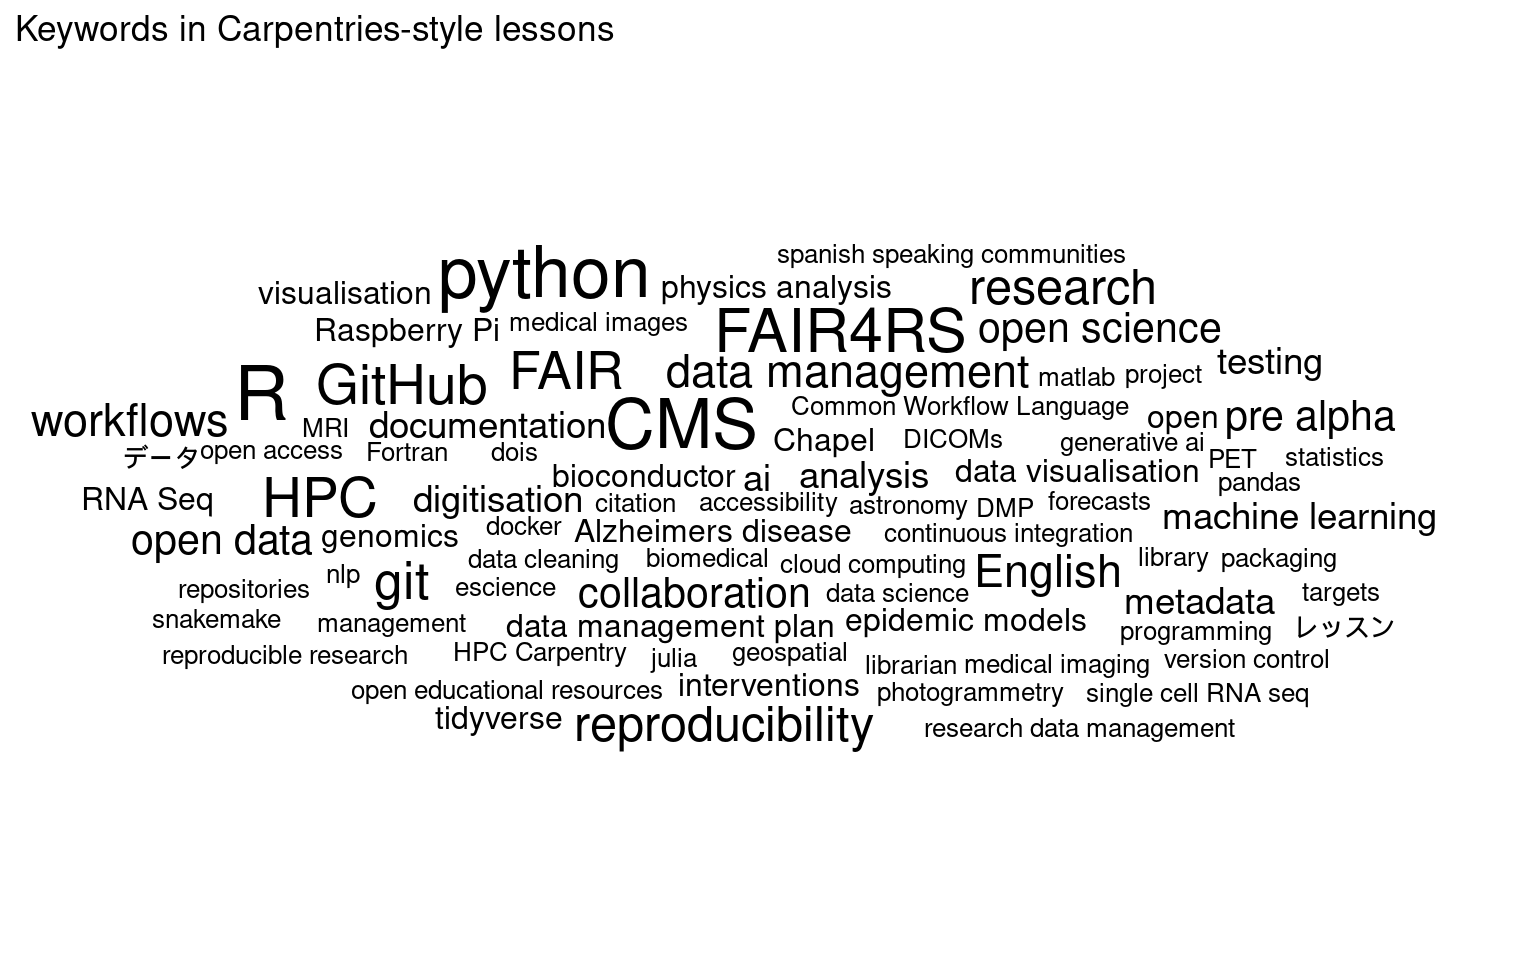 Keywords in Carpentries-style lessons
spanish speaking communities
visualisation python physics analysis research
Raspberry Pi medical images FAIR4RS open science
R GitHub FAIR data management matlab project testing
workflows MRI documentation CMS Common Workflow Language open pre alpha
データ open access Fortran dois Chapel DICOMs generative ai PET statistics
bioconductor ai analysis data visualisation pandas
RNA Seq HPC digitisation citation accessibility astronomy DMP forecasts machine learning
open data genomics docker Alzheimers disease continuous integration
data cleaning biomedical cloud computing English library packaging
repositories nlp git escience collaboration data science metadata targets
snakemake management data management plan epidemic models programming レッスン
reproducible research HPC Carpentry julia geospatial librarian medical imaging version control
open educational resources interventions photogrammetry single cell RNA seq
tidyverse reproducibility research data management